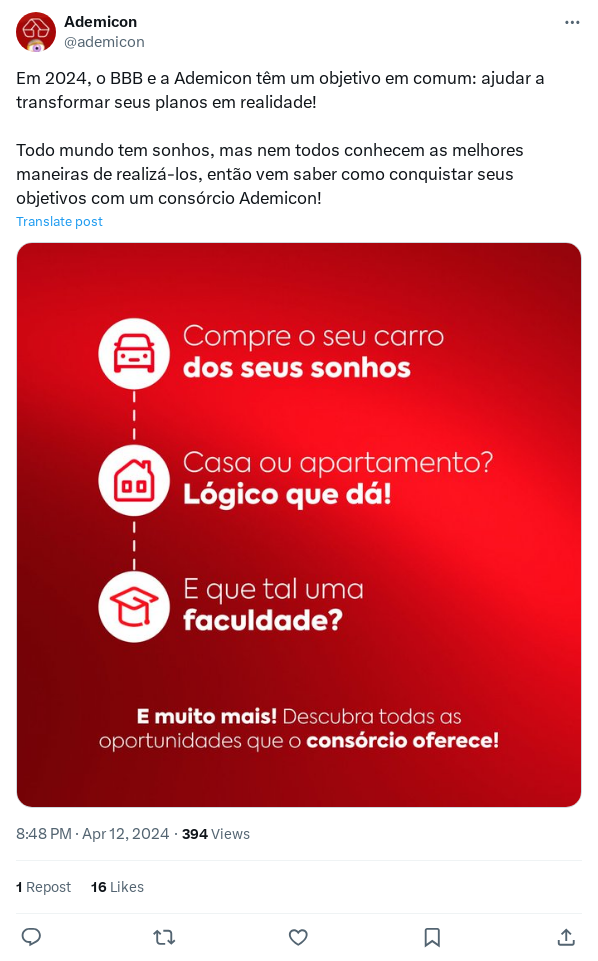 Ademicon
@ademicon
Em 2024, o BBB e a Ademicon têm um objetivo em comum: ajudar a
transformar seus planos em realidade!
Todo mundo tem sonhos, mas nem todos conhecem as melhores
maneiras de realizá-los, então vem saber como conquistar seus
objetivos com um consórcio Ademicon!
Translate post
Compre o seu carro
dos seus sonhos
Casa ou apartamento?
Lógico que dá!
E que tal uma
faculdade?
E muito mais! Descubra todas as
oportunidades que o consórcio oferece!
8:48 PM · Apr 12, 2024 · 394 Views
1 Repost 16 Likes